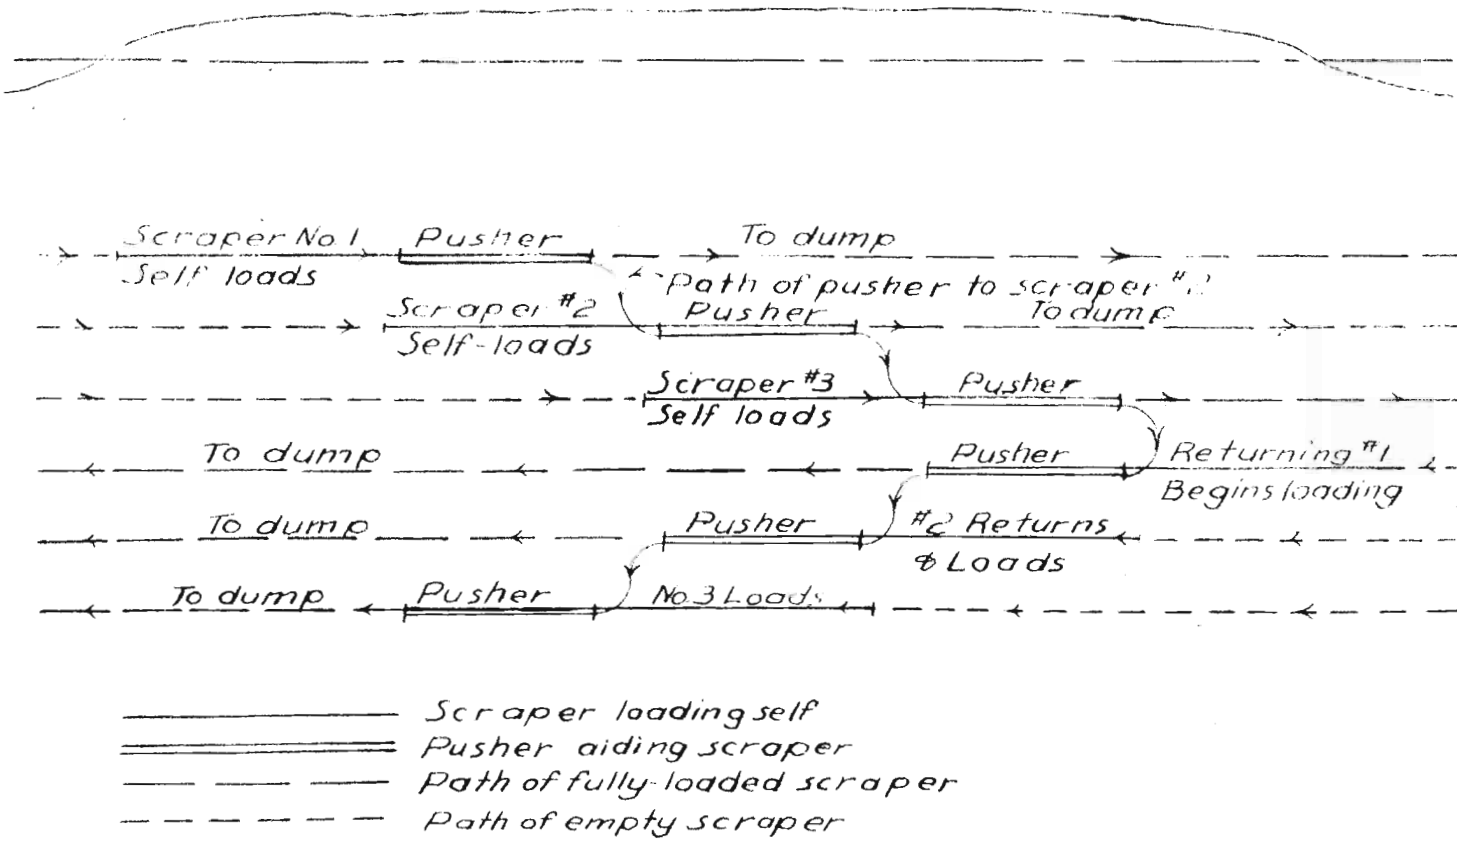 Scraper No.1 Pusher To dump
Self loads
Path of pusher to scraper
Scraper #2 Pusher To dump
Self-loads
Scraper #3 Pusher
Self loads
To dump Pusher Returning #1
Begins loading
To dump Pusher #2 Returns
& Loads
To dump Pusher No.3 Loads
Scraper loading self
Pusher aiding scraper
Path of fully-loaded scraper
Path of empty scraper